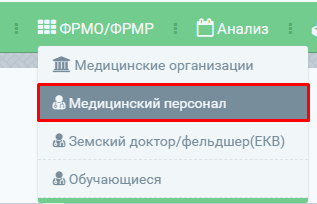 ФРМО/ФРМР Анализ
Медицинские организации
Медицинский персонал
Земский доктор/фельдшер(ЕКВ)
Обучающиеся